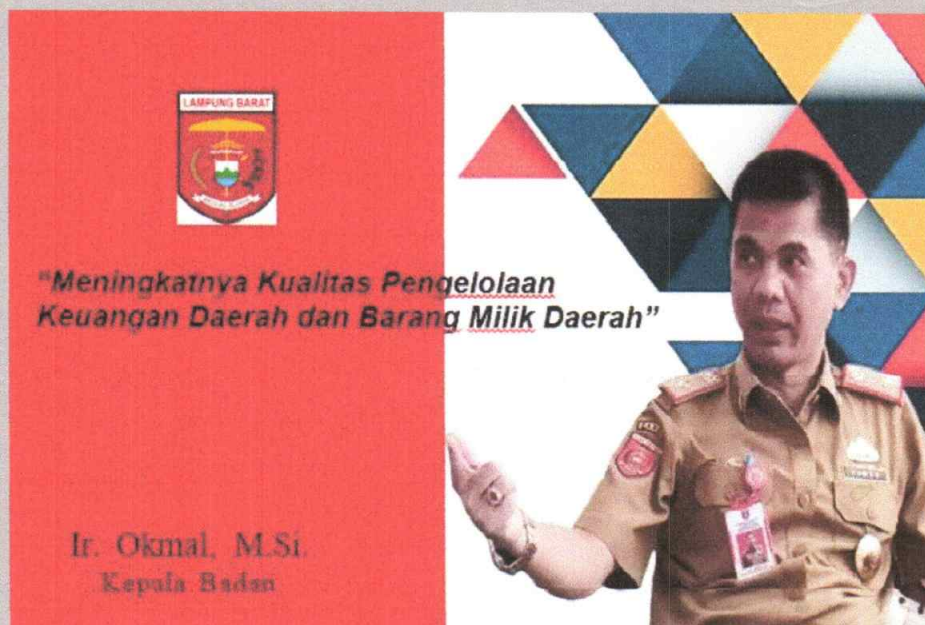 LAMPUNG BARAT
"Meningkatnya Kualitas Pengelolaan
Keuangan Daerah dan Barang Milik Daerah"
Ir. Okmal, M.Si.
Kepala Badan